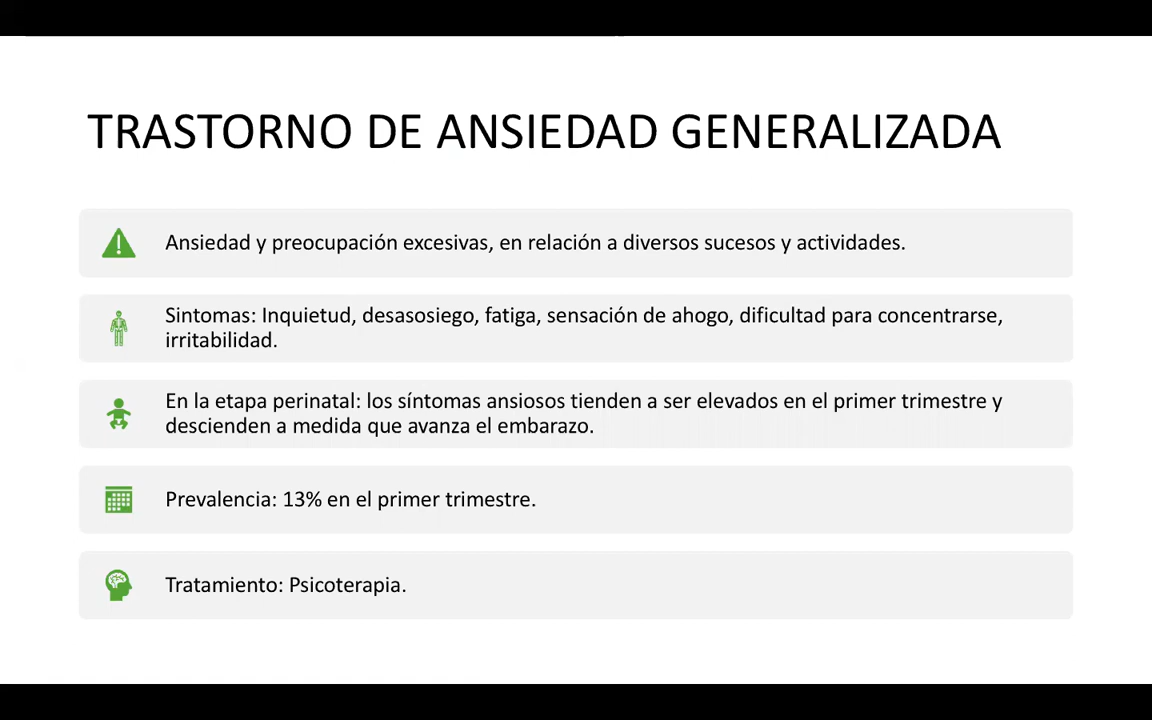 TRASTORNO DE ANSIEDAD GENERALIZADA
Ansiedad y preocupación excesivas, en relación a diversos sucesos y actividades.
Sintomas: Inquietud, desasosiego, fatiga, sensación de ahogo, dificultad para concentrarse,
irritabilidad.
En la etapa perinatal: los síntomas ansiosos tienden a ser elevados en el primer trimestre y
descienden a medida que avanza el embarazo.
Prevalencia: 13% en el primer trimestre.
Tratamiento: Psicoterapia.